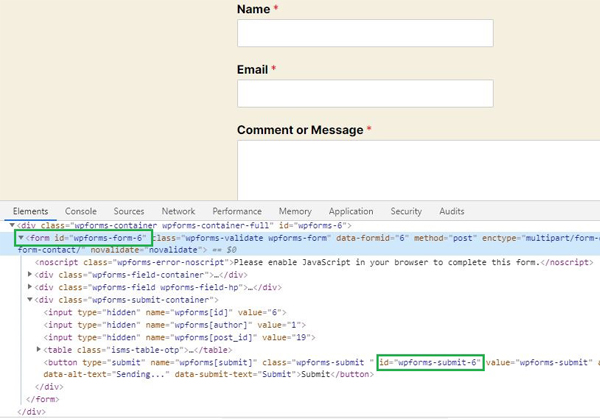 Name *
Email *
Comment or Message *
Elements Console Sources Network Performance Memory Application Security Audits
▼<div class="wpforms-container wpforms-container-full" id="wpforms-6">
▼<form id="wpforms-form-6" class="wpforms-validate wpforms-form" data-formid="6" method="post" enctype="multipart/form-
form-contact/" novalidate="novalidate"> == $0
<noscript class="wpforms-error-noscript">Please enable JavaScript in your browser to complete this form.</noscript>
▶<div class="wpforms-field-container">…</div>
▶<div class="wpforms-field wpforms-field-hp">…</div>
▼<div class="wpforms-submit-container">
<input type="hidden" name="wpforms[id]" value="6">
<input type="hidden" name="wpforms[author]" value="1">
<input type="hidden" name="wpforms[post_id]" value="19">
▶<table class="isms-table-otp">…</table>
<button type="submit" name="wpforms[submit]" class="wpforms-submit " id="wpforms-submit-6" value="wpforms-submit"
data-alt-text="Sending..." data-submit-text="Submit">Submit</button>
</div>
</form>
</div>